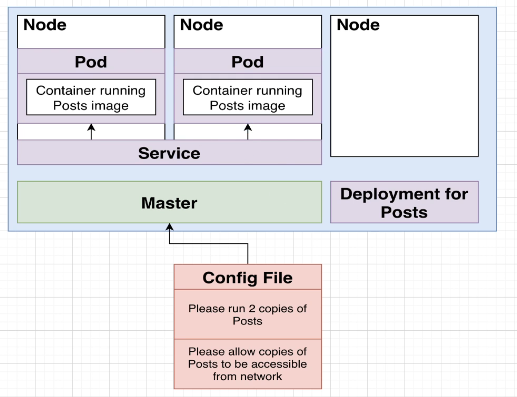 Node
Node
Node
Pod
Pod
Container running
Posts image
Container running
Posts image
Service
Master
Deployment for
Posts
Config File
Please run 2 copies of
Posts
Please allow copies of
Posts to be accessible
from network